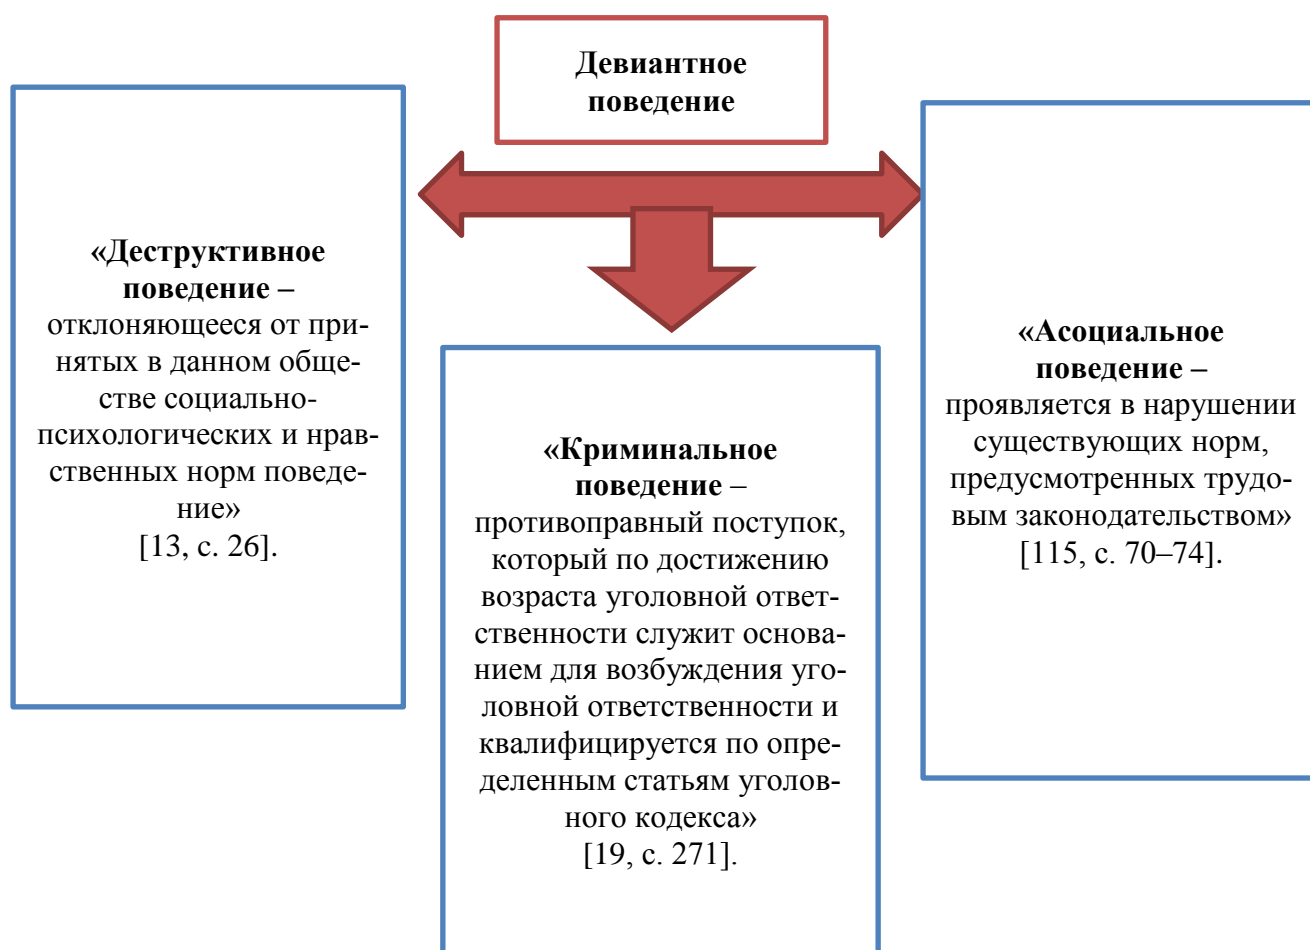 Девиантное
поведение
«Деструктивное
поведение –
отклоняющееся от при-
нятых в данном обще-
стве социально-
психологических и нрав-
ственных норм поведе-
ние»
[13, с. 26].
«Криминальное
поведение –
противоправный поступок,
который по достижению
возраста уголовной ответ-
ственности служит основа-
нием для возбуждения уго-
ловной ответственности и
квалифицируется по опре-
деленным статьям уголов-
ного кодекса»
[19, с. 271].
«Асоциальное
поведение –
проявляется в нарушении
существующих норм,
предусмотренных трудо-
вым законодательством»
[115, с. 70–74].